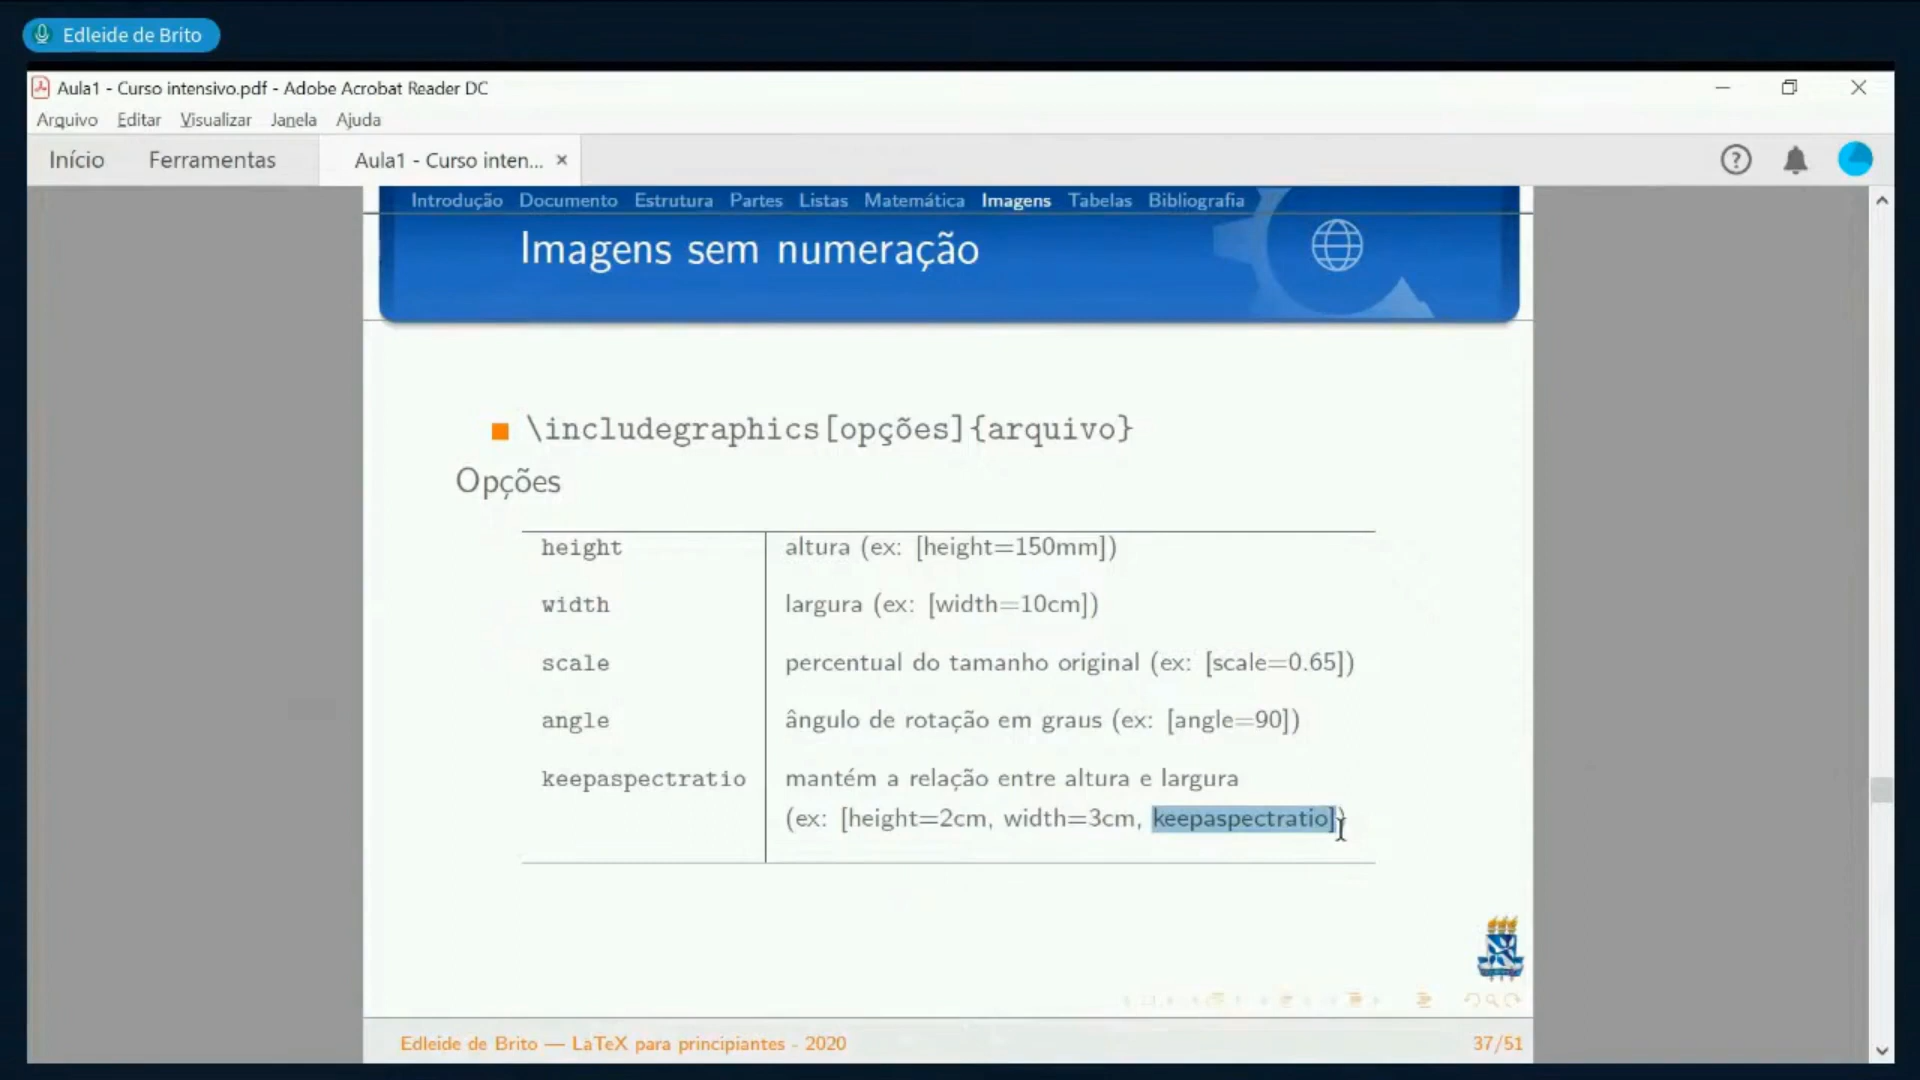 Edleide de Brito
Aula1 - Curso intensivo.pdf - Adobe Acrobat Reader DC
Arquivo Editar Visualizar Janela Ajuda
Início Ferramentas Aula1 - Curso inten... ×
Introdução Documento Estrutura Partes Listas Matemática Imagens Tabelas Bibliografia
Imagens sem numeração
\includegraphics[opções]{arquivo}
Opções
height altura (ex: [height=150mm])
width largura (ex: [width=10cm])
scale percentual do tamanho original (ex: [scale=0.65])
angle ângulo de rotação em graus (ex: [angle=90])
keepaspectratio mantém a relação entre altura e largura
(ex: [height=2cm, width=3cm, keepaspectratio])
Edleide de Brito — LaTeX para principiantes - 2020 37/51